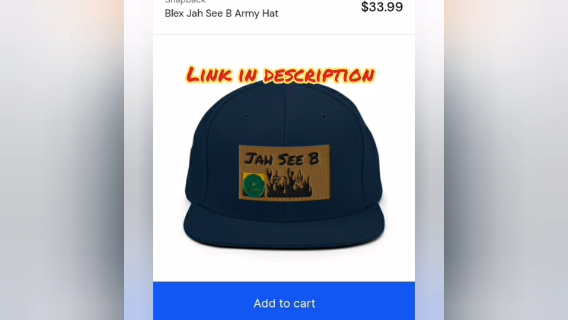 Snapback
Blex Jah See B Army Hat
$33.99
Link in description
Jah See B
Add to cart